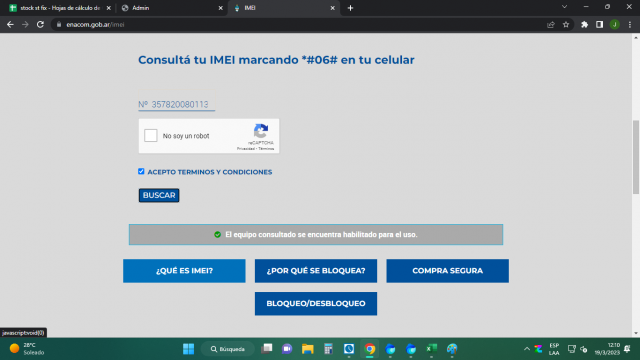 stock st fix - Hojas de cálculo de
Admin
IMEI
enacom.gob.ar/imei
Consultá tu IMEI marcando *#06# en tu celular
Nº 357820080113
No soy un robot
reCAPTCHA
Privacidad - Términos
ACEPTO TERMINOS Y CONDICIONES
BUSCAR
El equipo consultado se encuentra habilitado para el uso.
¿QUÉ ES IMEI?
¿POR QUÉ SE BLOQUEA?
COMPRA SEGURA
BLOQUEO/DESBLOQUEO
javascript:void(0)
28°C
Soleado
Búsqueda
ESP
LAA
12:10
19/3/2023